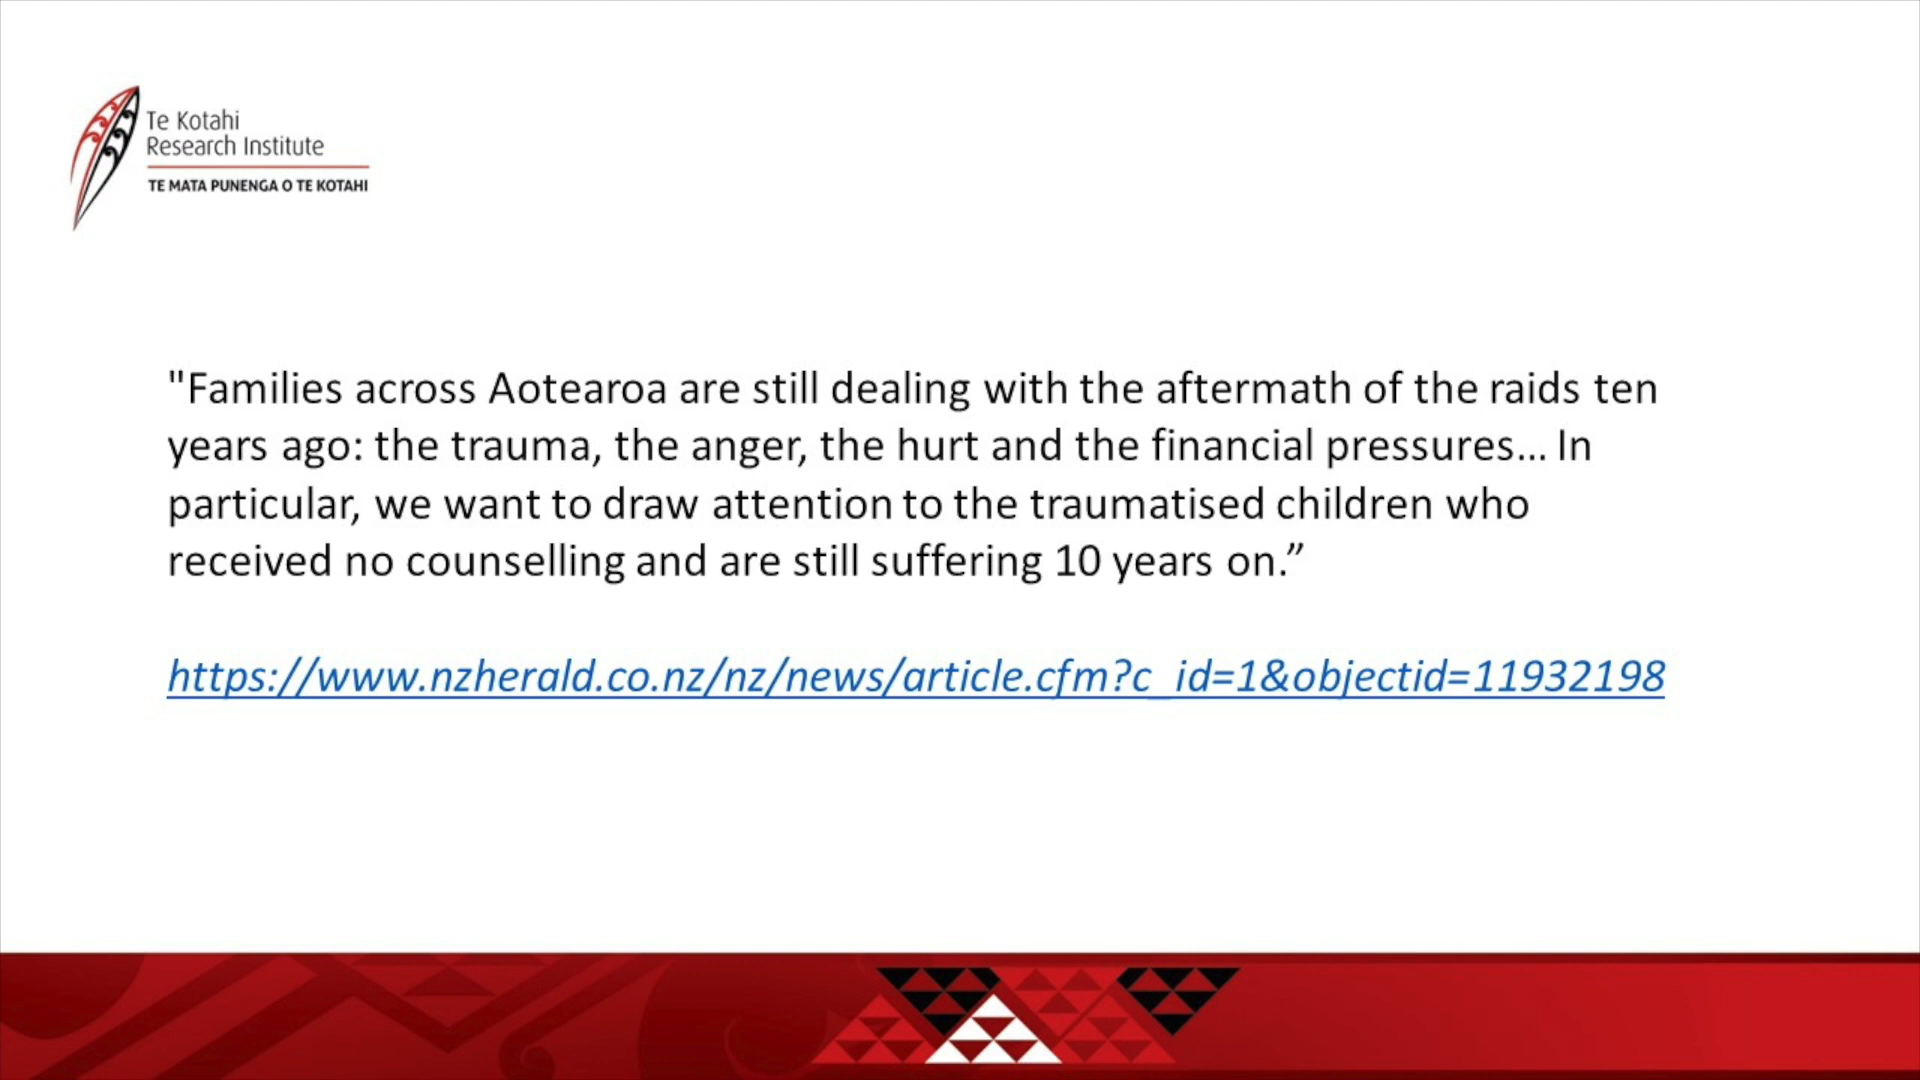 Te Kotahi
Research Institute
TE MATA PUNENGA O TE KOTAHI
"Families across Aotearoa are still dealing with the aftermath of the raids ten
years ago: the trauma, the anger, the hurt and the financial pressures... In
particular, we want to draw attention to the traumatised children who
received no counselling and are still suffering 10 years on.”
https://www.nzherald.co.nz/nz/news/article.cfm?c_id=1&objectid=11932198